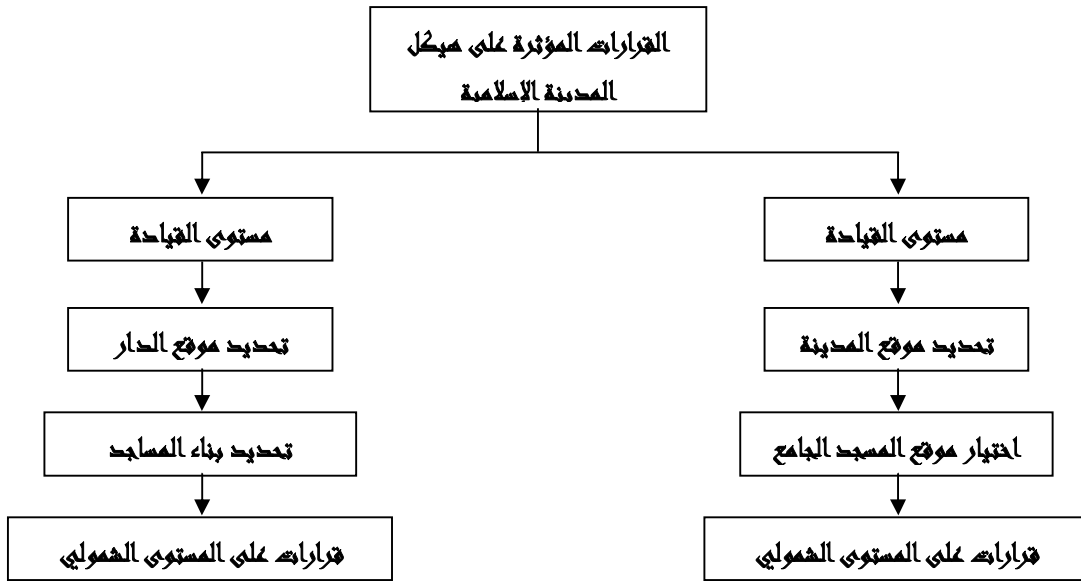 القرارات المؤثرة على هيكل
المدينة الإسلامية
مستوى القيادة
تحديد موقع المدينة
اختيار موقع المسجد الجامع
قرارات على المستوى الشمولي
مستوى القيادة
تحديد موقع الدار
تحديد بناء المساجد
قرارات على المستوى الشمولي